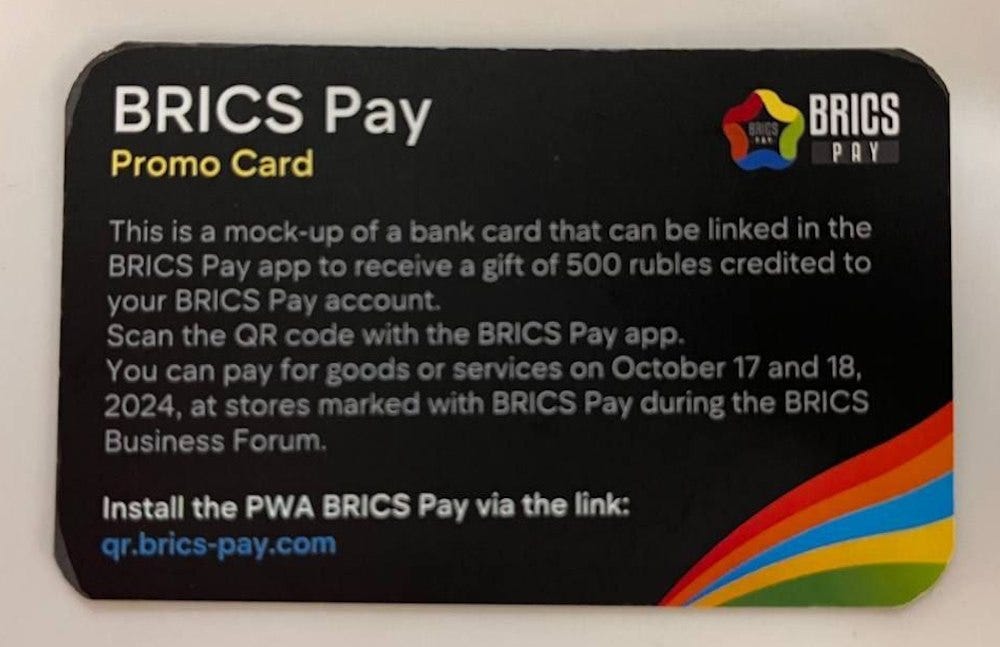 BRICS Pay
Promo Card
BRICS PAY
BRICS
PAY
This is a mock-up of a bank card that can be linked in the
BRICS Pay app to receive a gift of 500 rubles credited to
your BRICS Pay account.
Scan the QR code with the BRICS Pay app.
You can pay for goods or services on October 17 and 18,
2024, at stores marked with BRICS Pay during the BRICS
Business Forum.
Install the PWA BRICS Pay via the link:
qr.brics-pay.com